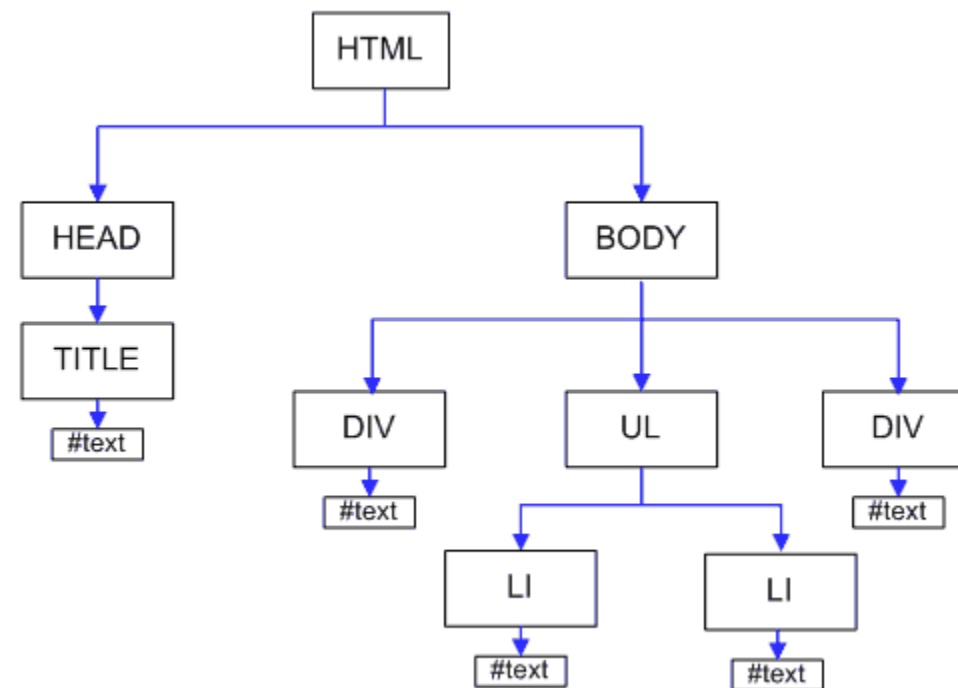 HTML
HEAD
BODY
TITLE
#text
DIV
UL
DIV
#text
#text
LI
LI
#text
#text